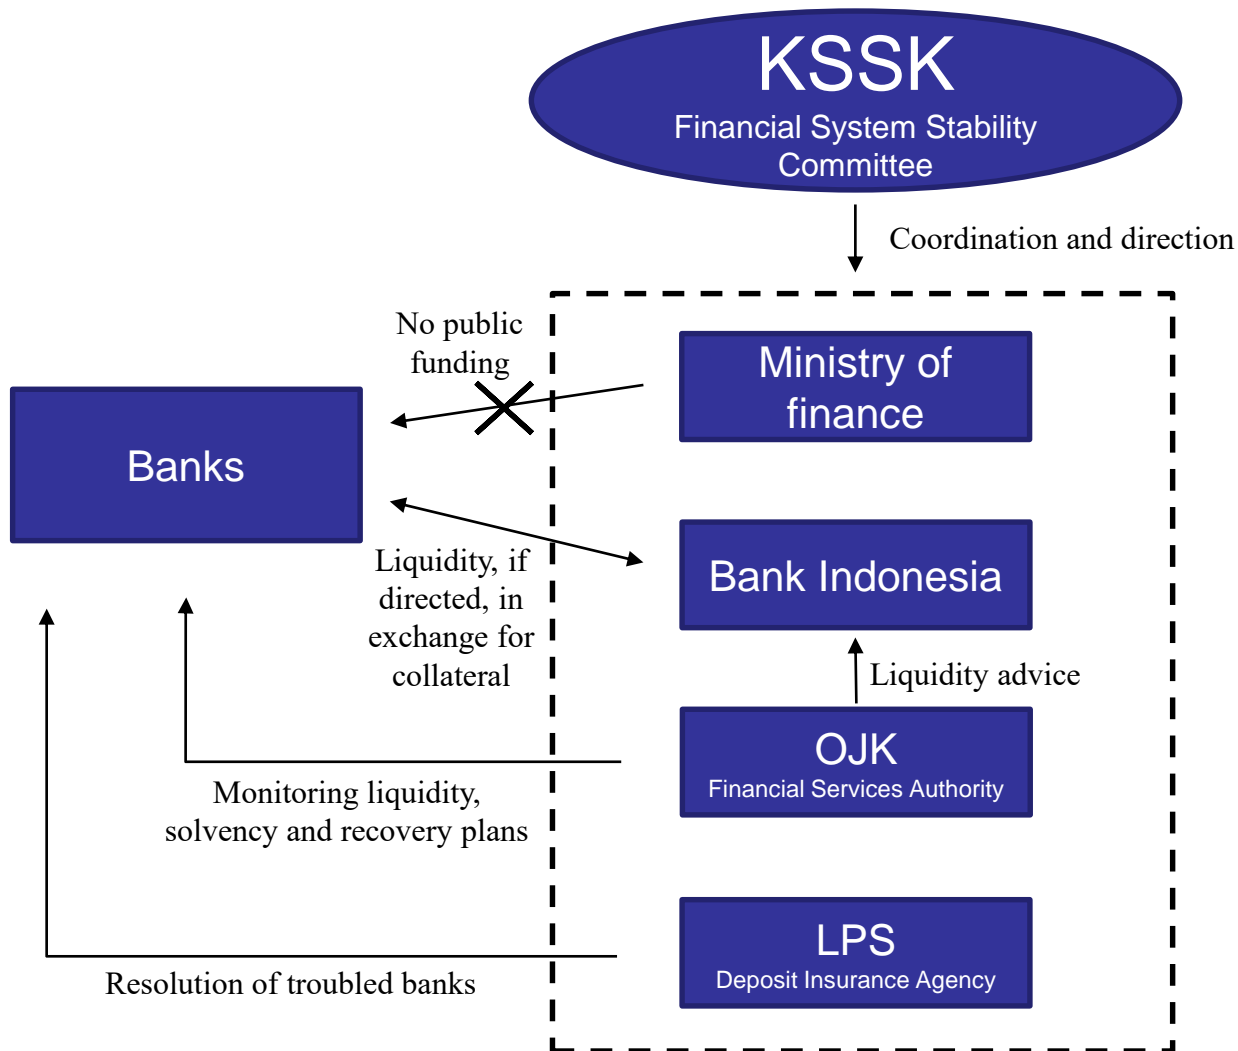 KSSK
Financial System Stability
Committee
Coordination and direction
No public
funding
Ministry of
finance
Banks
Bank Indonesia
Liquidity, if
directed, in
exchange for
collateral
Liquidity advice
OJK
Financial Services Authority
Monitoring liquidity,
solvency and recovery plans
LPS
Deposit Insurance Agency
Resolution of troubled banks